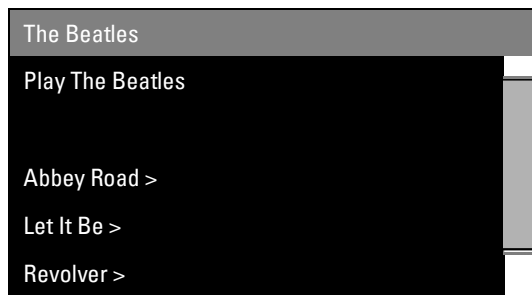 The Beatles
Play The Beatles
Abbey Road >
Let It Be >
Revolver >